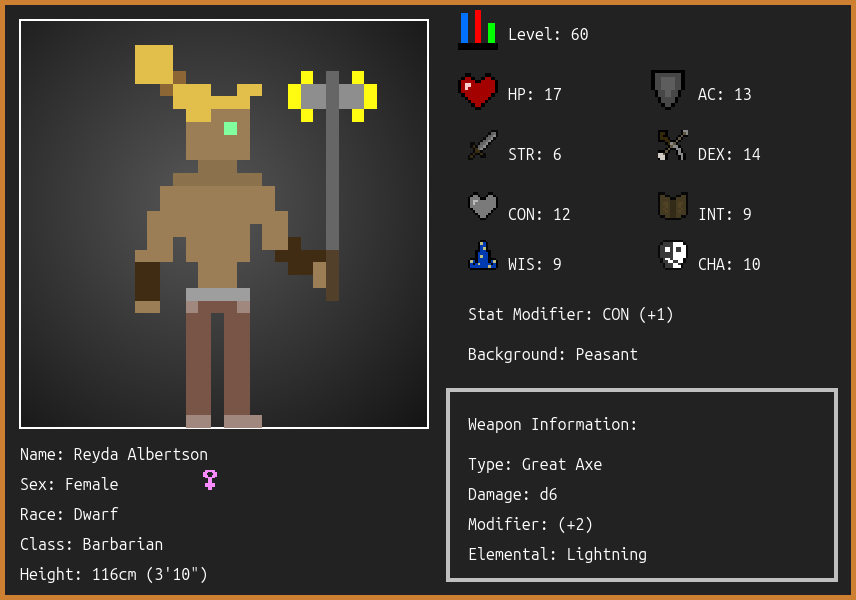 Level: 60
HP: 17
AC: 13
STR: 6
DEX: 14
CON: 12
INT: 9
WIS: 9
CHA: 10
Stat Modifier: CON (+1)
Background: Peasant
Weapon Information:
Type: Great Axe
Damage: d6
Modifier: (+2)
Elemental: Lightning
Name: Reyda Albertson
Sex: Female
Race: Dwarf
Class: Barbarian
Height: 116cm (3'10")